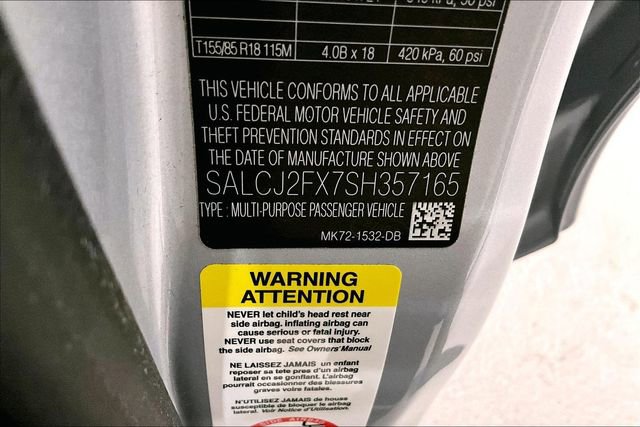 T155/85 R18 115M 4.0B x 18 420 kPa, 60 psi
THIS VEHICLE CONFORMS TO ALL APPLICABLE
U.S. FEDERAL MOTOR VEHICLE SAFETY AND
THEFT PREVENTION STANDARDS IN EFFECT ON
THE DATE OF MANUFACTURE SHOWN ABOVE
SALCJ2FX7SH357165
TYPE : MULTI-PURPOSE PASSENGER VEHICLE
MK72-1532-DB
WARNING
ATTENTION
NEVER let child's head rest near
side airbag. inflating airbag can
cause serious or fatal injury.
NEVER use seat covers that block
the side airbag. See Owners'Manual
NE LAISSEZ JAMAIS un enfant
reposer sa tete pres d'un airbag
lateral en se gonflant. L'airbag
pourrait occasionner des blessures
graves voire fatales.
N'UTILISEZ JAMAIS de house
susceptible de bloquer le airbag
lateral. Voir Notice d'Utilisation.
SIDE AIRBAG